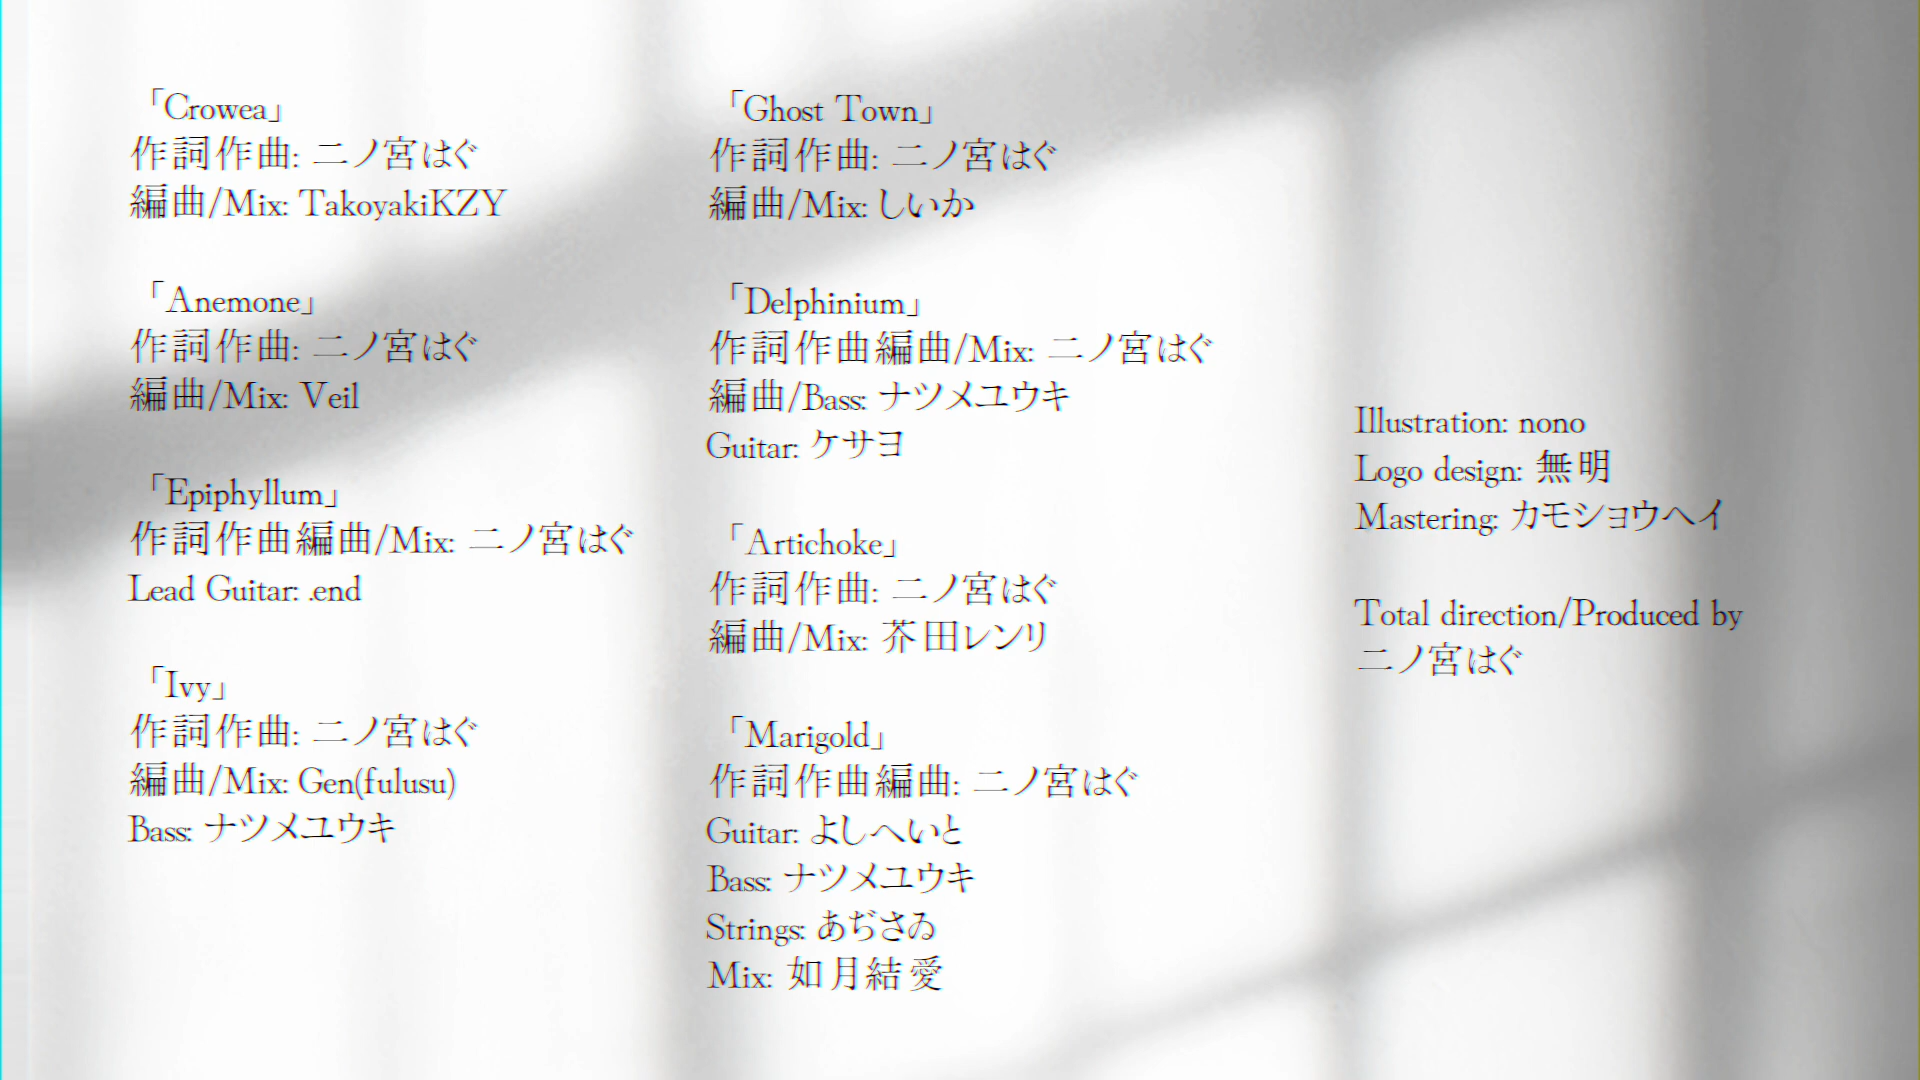 「Crowea」
作詞作曲: 二ノ宮はぐ
編曲/Mix: TakoyakiKZY
「Anemone」
作詞作曲: 二ノ宮はぐ
編曲/Mix: Veil
「Epiphyllum」
作詞作曲編曲/Mix: 二ノ宮はぐ
Lead Guitar: .end
「Ivy」
作詞作曲: 二ノ宮はぐ
編曲/Mix: Gen(fulusu)
Bass: ナツメユウキ
「Ghost Town」
作詞作曲: 二ノ宮はぐ
編曲/Mix: しいか
「Delphinium」
作詞作曲編曲/Mix: 二ノ宮はぐ
編曲/Bass: ナツメユウキ
Guitar: ケサヨ
「Artichoke」
作詞作曲: 二ノ宮はぐ
編曲/Mix: 芥田レンリ
「Marigold」
作詞作曲編曲: 二ノ宮はぐ
Guitar: よしへいと
Bass: ナツメユウキ
Strings: あぢさゐ
Mix: 如月結愛
Illustration: nono
Logo design: 無明
Mastering: カモショウヘイ
Total direction/Produced by
二ノ宮はぐ